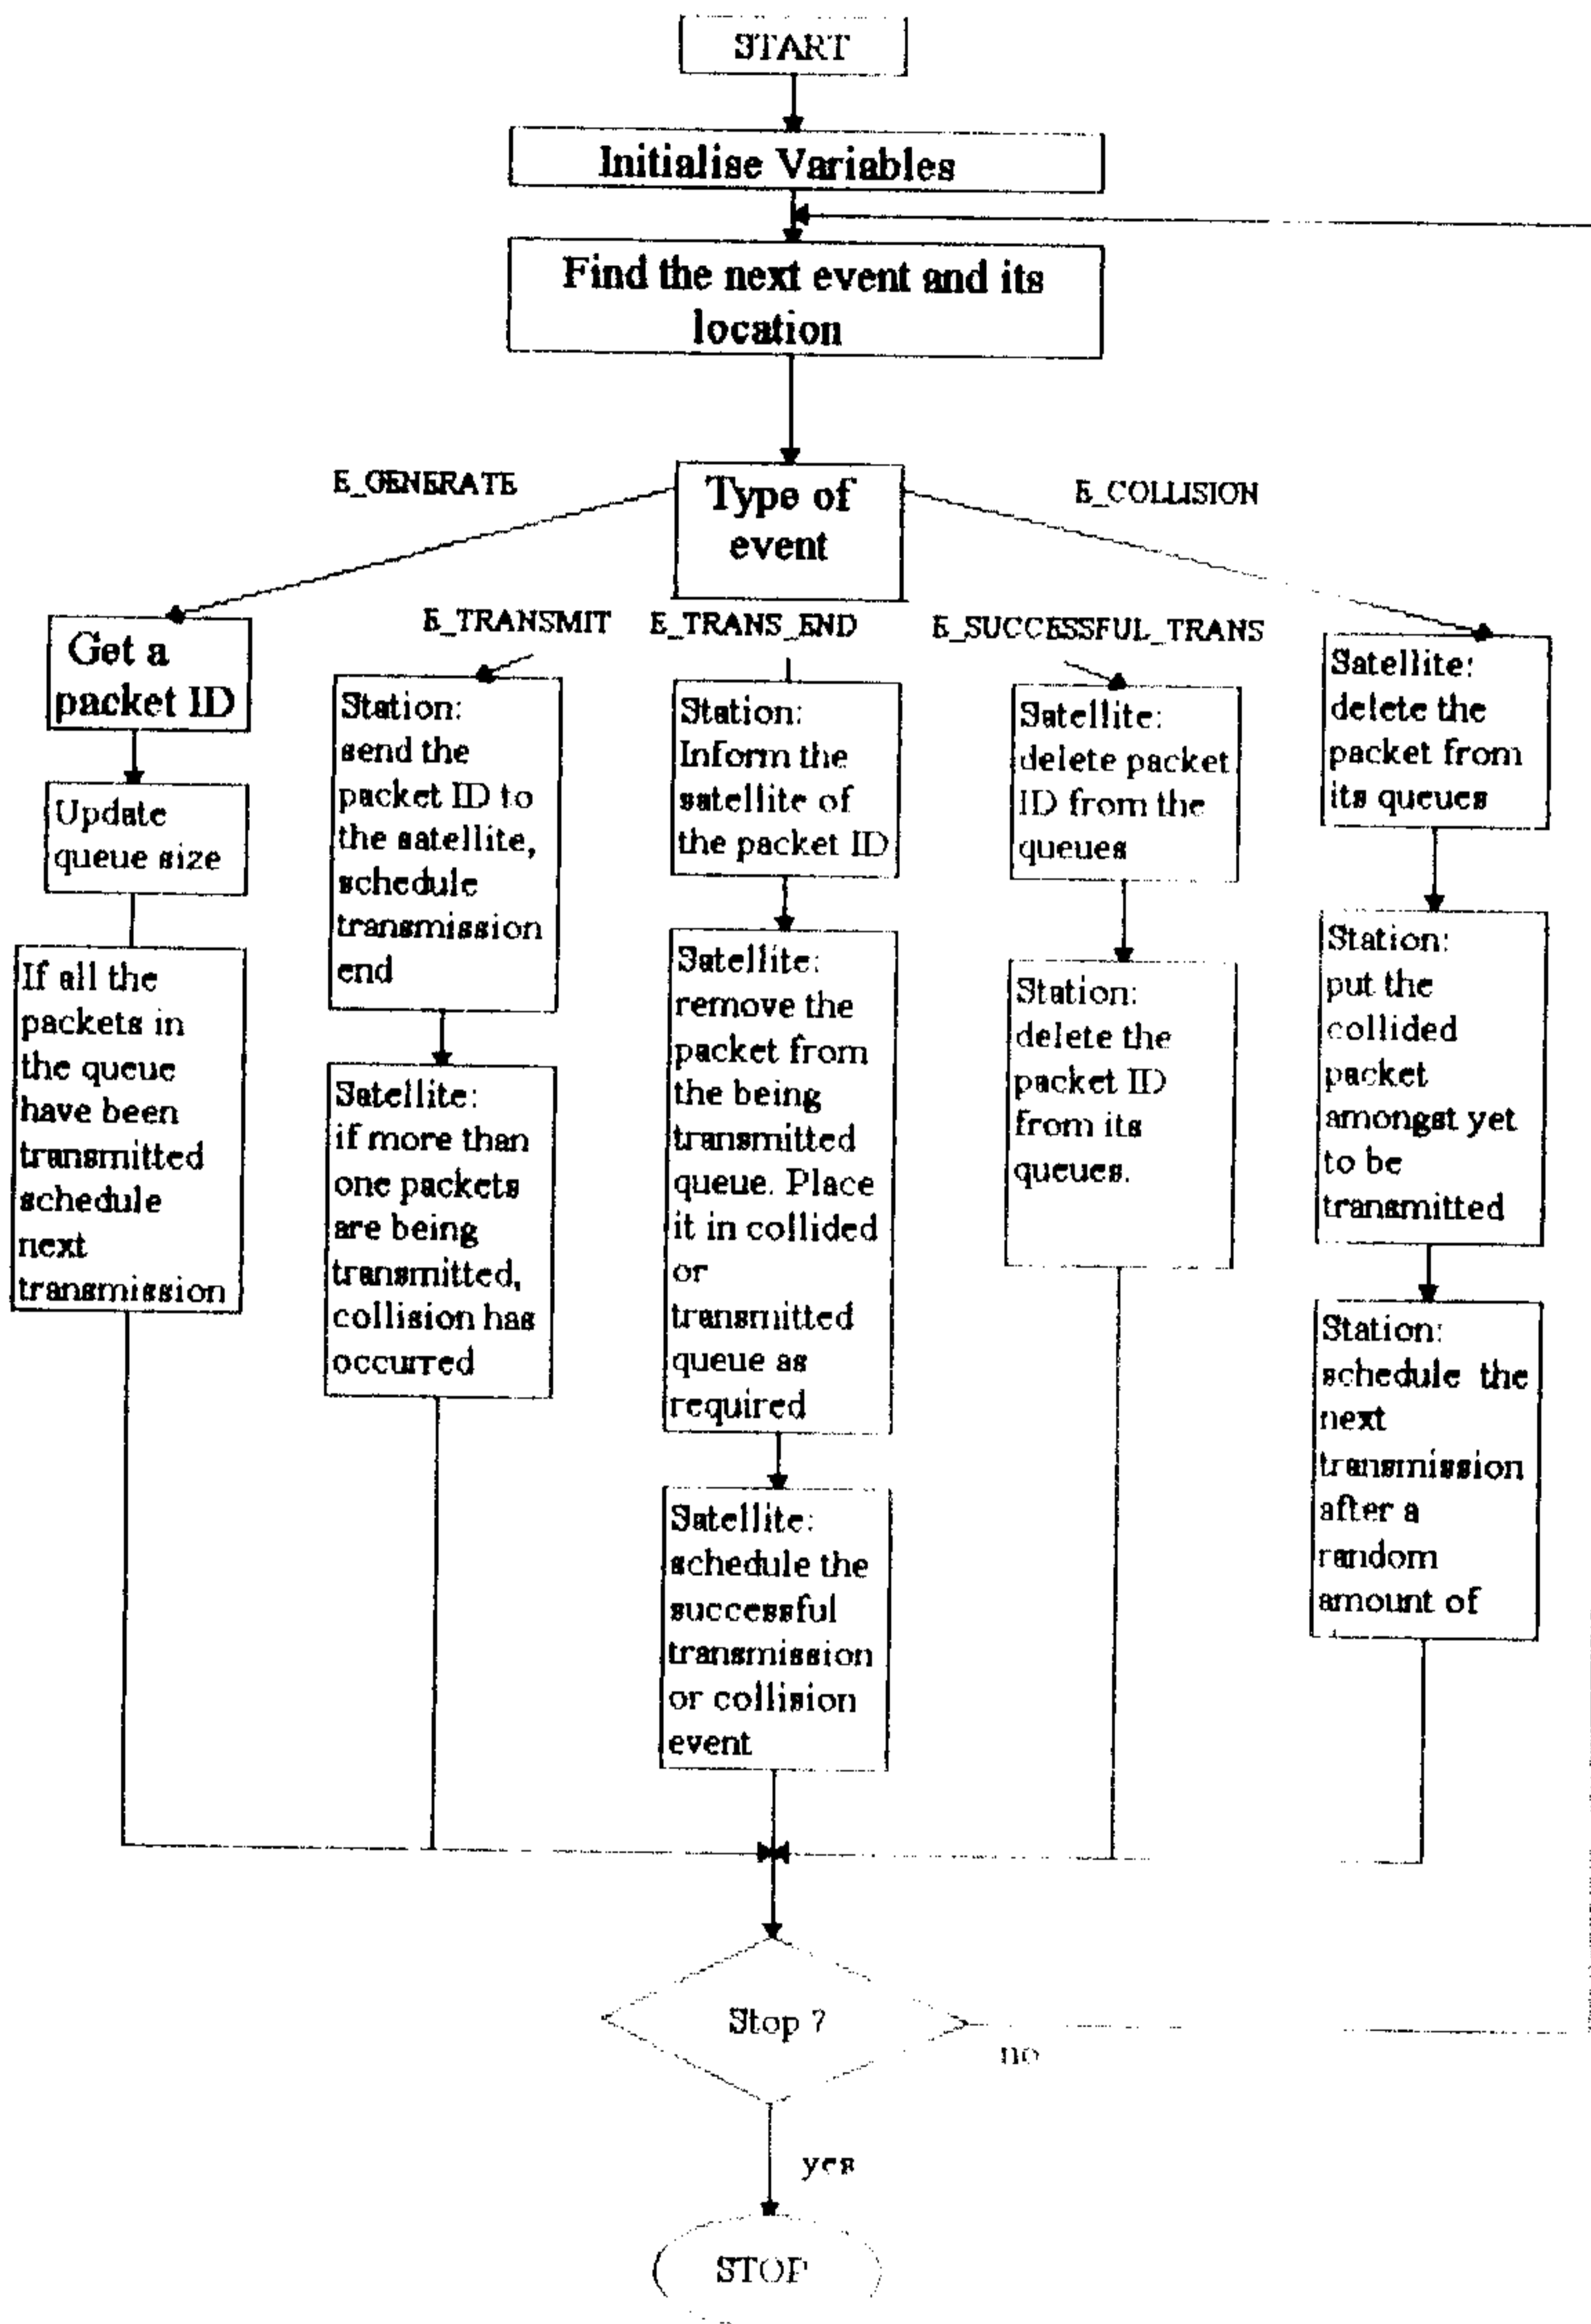 START
Initialise Variables
Find the next event and its
location
Type of
event
E_GENERATE
E_COLLISION
E_TRANSMIT
E_TRANS_END
E_SUCCESSFUL_TRANS
Get a
packet ID
Update
queue size
If all the
packets in
the queue
have been
transmitted
schedule
next
transmission
Station:
send the
packet ID to
the satellite,
schedule
transmission
end
Satellite:
if more than
one packets
are being
transmitted,
collision has
occurred
Station:
Inform the
satellite of
the packet ID
Satellite:
remove the
packet from
the being
transmitted
queue. Place
it in collided
or
transmitted
queue as
required
Satellite:
schedule the
successful
transmission
or collision
event
Satellite:
delete packet
ID from the
queues
Station:
delete the
packet ID
from its
queues.
Satellite:
delete the
packet from
its queues
Station:
put the
collided
packet
amongst yet
to be
transmitted
Station:
schedule the
next
transmission
after a
random
amount of
Stop ?
no
yes
STOP